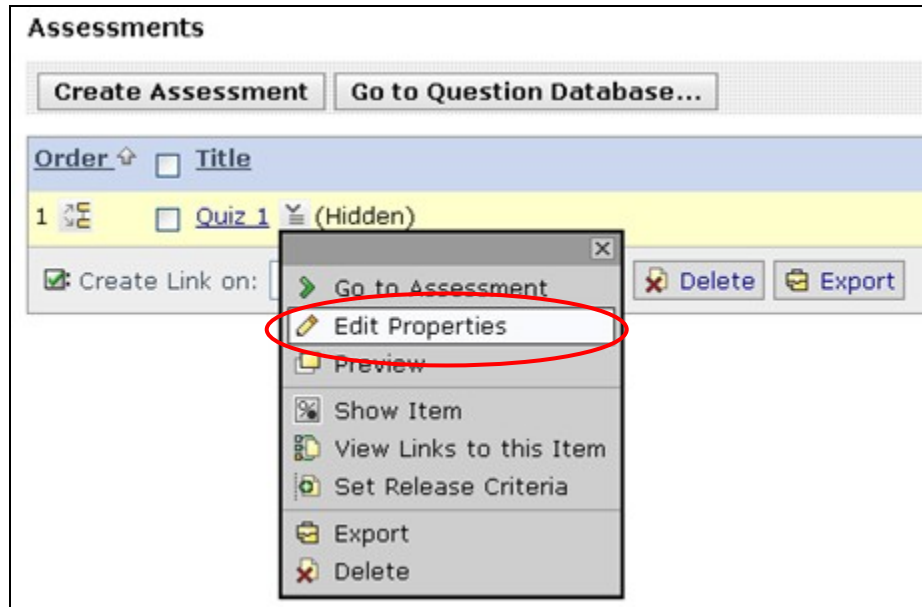 Assessments
Create Assessment Go to Question Database...
Order Title
1 Quiz 1 (Hidden)
Create Link on: Delete Export
Go to Assessment
Edit Properties
Preview
Show Item
View Links to this Item
Set Release Criteria
Export
Delete